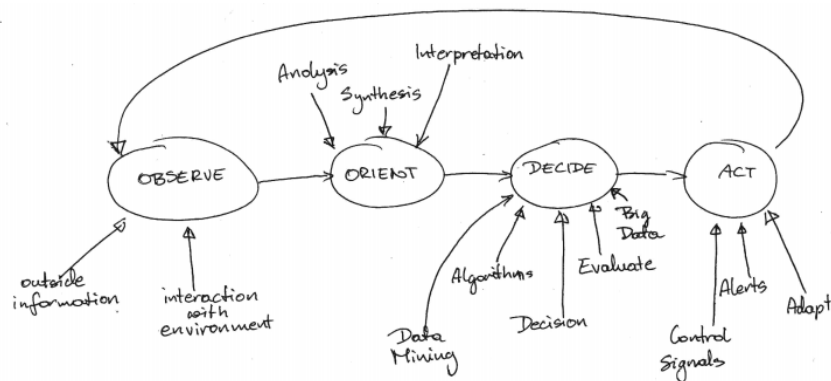 Interpretation
Analysis
Synthesis
OBSERVE
ORIENT
DECIDE
ACT
outside
information
interaction
with
environment
Data
Mining
Algorithms
Decision
Evaluate
Big
Data
Control
Signals
Alerts
Adapt